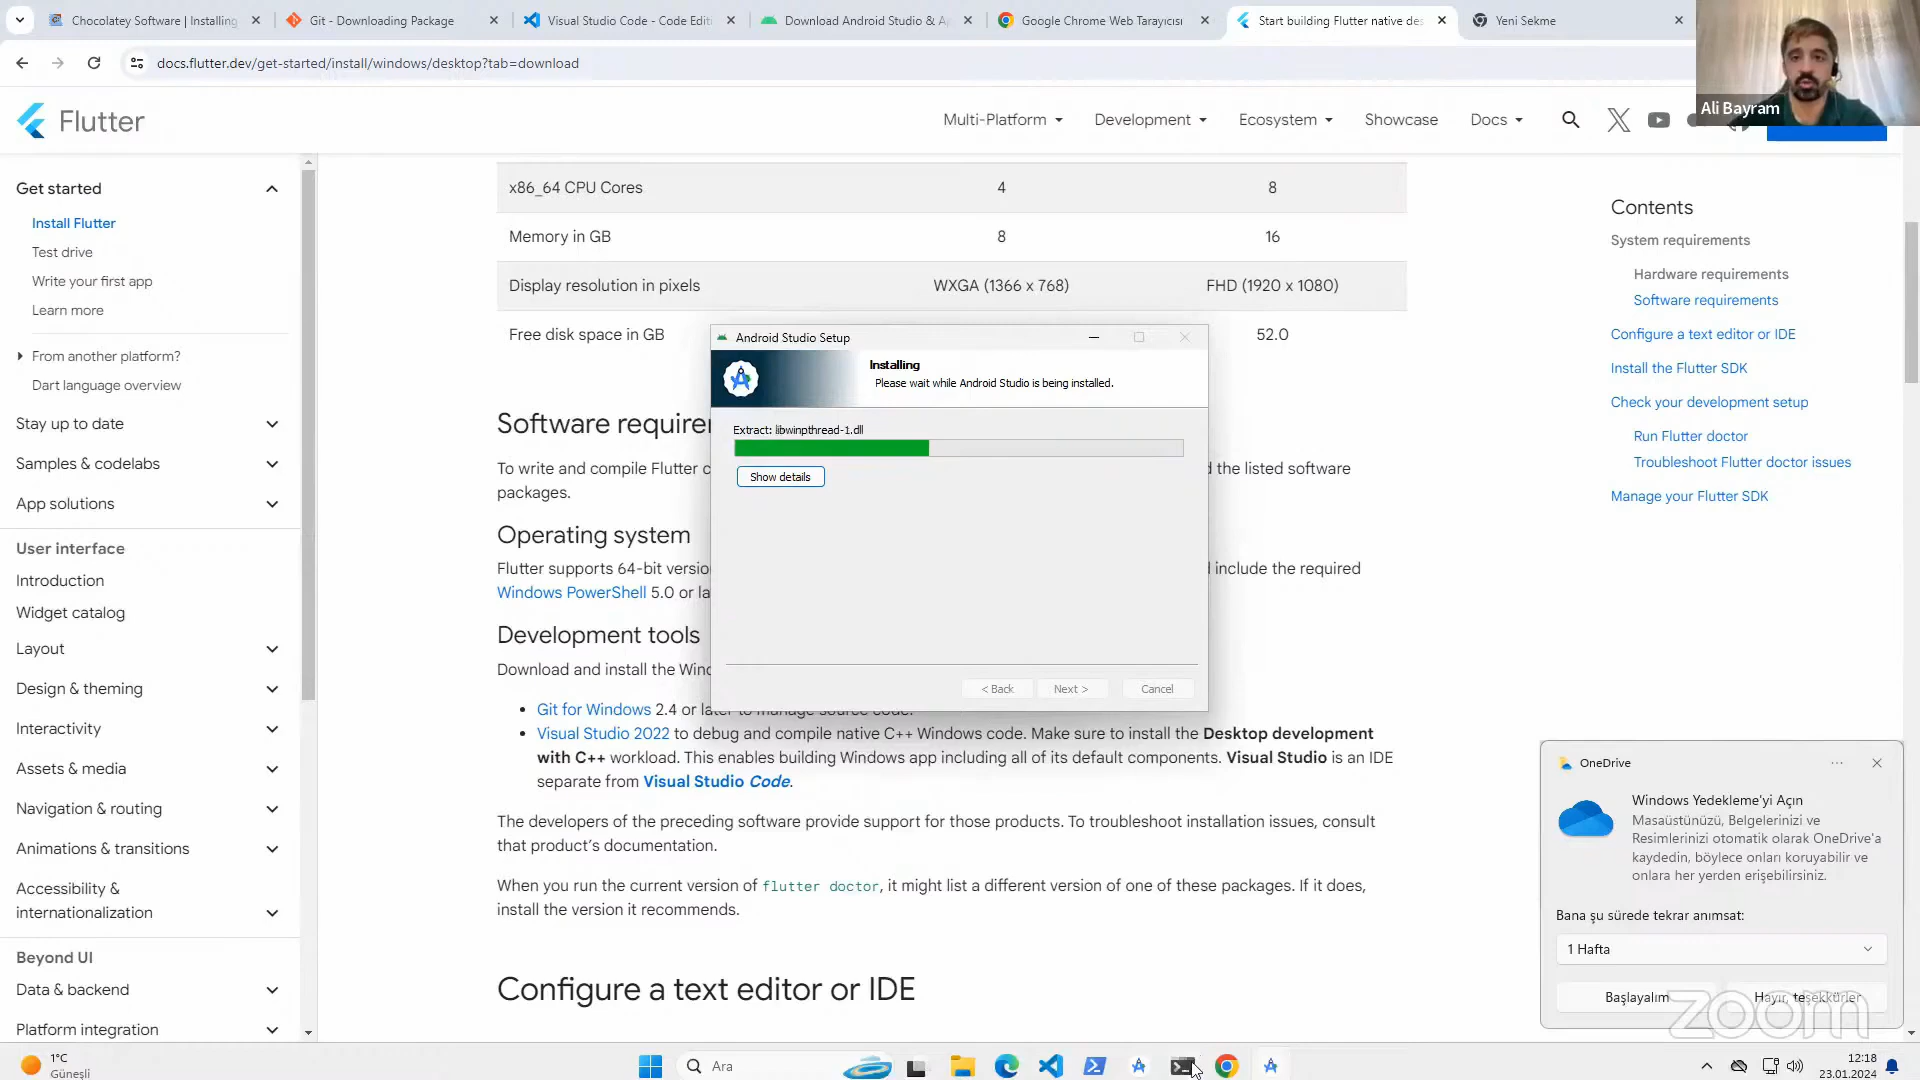 Chocolatey Software | Installing
Git - Downloading Package
Visual Studio Code - Code Edit
Download Android Studio & A
Google Chrome Web Tarayıcısı
Start building Flutter native des
Yeni Sekme
docs.flutter.dev/get-started/install/windows/desktop?tab=download
Ali Bayram
Flutter
Multi-Platform
Development
Ecosystem
Showcase
Docs
Get started
Install Flutter
Test drive
Write your first app
Learn more
From another platform?
Dart language overview
Stay up to date
Samples & codelabs
App solutions
User interface
Introduction
Widget catalog
Layout
Design & theming
Interactivity
Assets & media
Navigation & routing
Animations & transitions
Accessibility &
internationalization
Beyond UI
Data & backend
Platform integration
x86_64 CPU Cores 4 8
Memory in GB 8 16
Display resolution in pixels WXGA (1366 x 768) FHD (1920 x 1080)
Free disk space in GB 52.0
Software requirer
To write and compile Flutter c d the listed software
packages.
Operating system
Flutter supports 64-bit versio d include the required
Windows PowerShell 5.0 or la
Development tools
Download and install the Wind
Git for Windows 2.4 or later to manage source code.
Visual Studio 2022 to debug and compile native C++ Windows code. Make sure to install the Desktop development
with C++ workload. This enables building Windows app including all of its default components. Visual Studio is an IDE
separate from Visual Studio Code.
The developers of the preceding software provide support for those products. To troubleshoot installation issues, consult
that product's documentation.
When you run the current version of flutter doctor, it might list a different version of one of these packages. If it does,
install the version it recommends.
Configure a text editor or IDE
Android Studio Setup
Installing
Please wait while Android Studio is being installed.
Extract: libwinpthread-1.dll
Show details
< Back
Next >
Cancel
Contents
System requirements
Hardware requirements
Software requirements
Configure a text editor or IDE
Install the Flutter SDK
Check your development setup
Run Flutter doctor
Troubleshoot Flutter doctor issues
Manage your Flutter SDK
OneDrive
Windows Yedekleme'yi Açın
Masaüstünüzü, Belgelerinizi ve
Resimlerinizi otomatik olarak OneDrive'a
kaydedin, böylece onları koruyabilir ve
onlara her yerden erişebilirsiniz.
Bana şu sürede tekrar anımsat:
1 Hafta
Başlayalım
Hayır, teşekkürler
zoom
1°C
Güneşli
Ara
12:18
23.01.2024